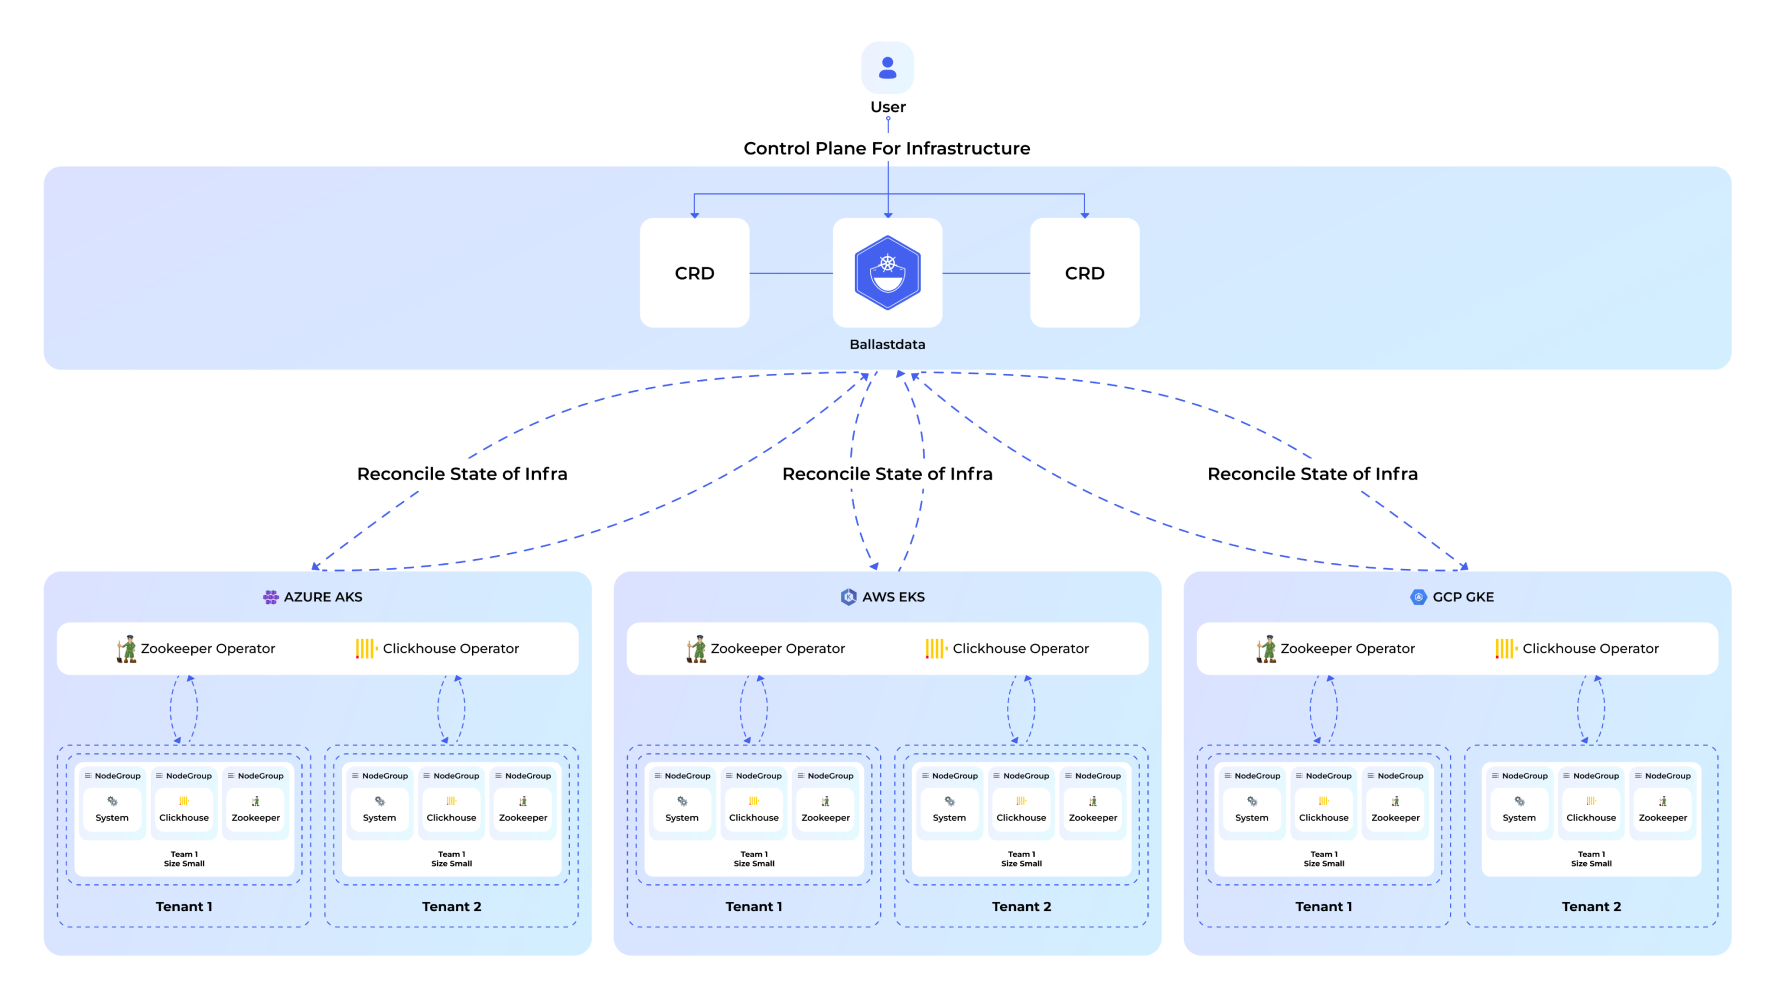 User
Control Plane For Infrastructure
CRD
CRD
Ballastdata
Reconcile State of Infra
Reconcile State of Infra
Reconcile State of Infra
AZURE AKS
Zookeeper Operator
Clickhouse Operator
NodeGroup
System
NodeGroup
Clickhouse
NodeGroup
Zookeeper
Team 1
Size Small
Tenant 1
NodeGroup
System
NodeGroup
Clickhouse
NodeGroup
Zookeeper
Team 1
Size Small
Tenant 2
AWS EKS
Zookeeper Operator
Clickhouse Operator
NodeGroup
System
NodeGroup
Clickhouse
NodeGroup
Zookeeper
Team 1
Size Small
Tenant 1
NodeGroup
System
NodeGroup
Clickhouse
NodeGroup
Zookeeper
Team 1
Size Small
Tenant 2
GCP GKE
Zookeeper Operator
Clickhouse Operator
NodeGroup
System
NodeGroup
Clickhouse
NodeGroup
Zookeeper
Team 1
Size Small
Tenant 1
NodeGroup
System
NodeGroup
Clickhouse
NodeGroup
Zookeeper
Team 1
Size Small
Tenant 2